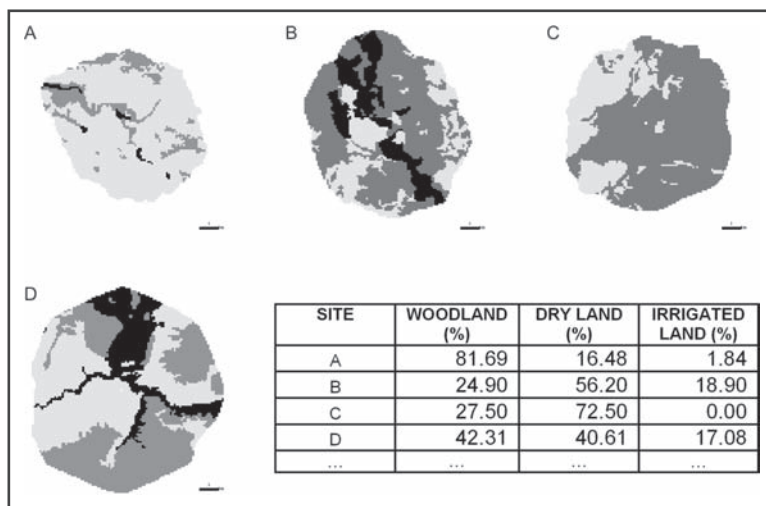 A
B
C
D
SITE WOODLAND (%) DRY LAND (%) IRRIGATED LAND (%)
A 81.69 16.48 1.84
B 24.90 56.20 18.90
C 27.50 72.50 0.00
D 42.31 40.61 17.08
... ... ... ...